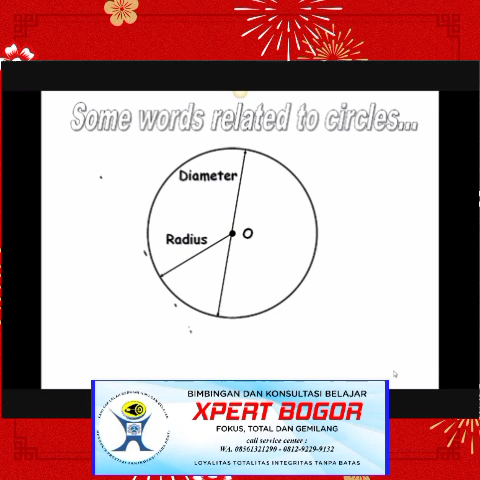 Some words related to circles...
Diameter
Radius
O
BIMBINGAN DAN KONSULTASI BELAJAR
XPERT BOGOR
FOKUS, TOTAL DAN GEMILANG
call service center :
WA. 08561321290 - 0812-9229-9132
LOYALITAS TOTALITAS INTEGRITAS TANPA BATAS